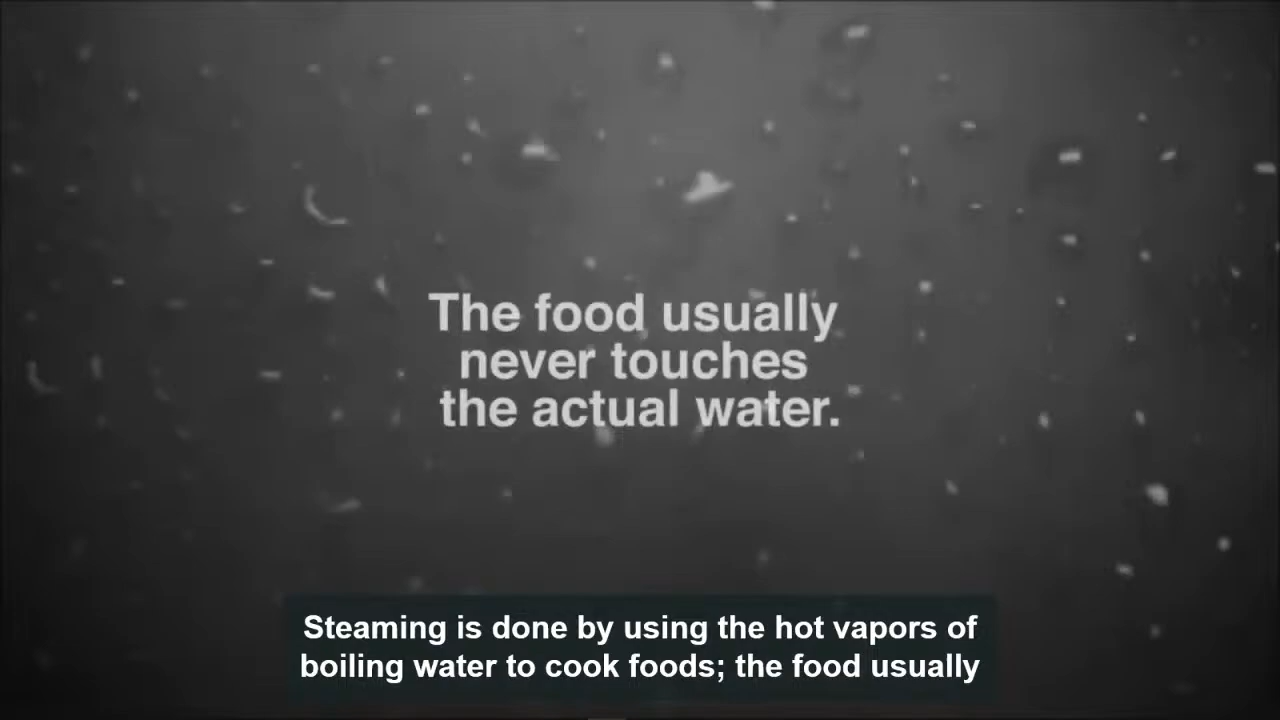 The food usually
never touches
the actual water.
Steaming is done by using the hot vapors of
boiling water to cook foods; the food usually